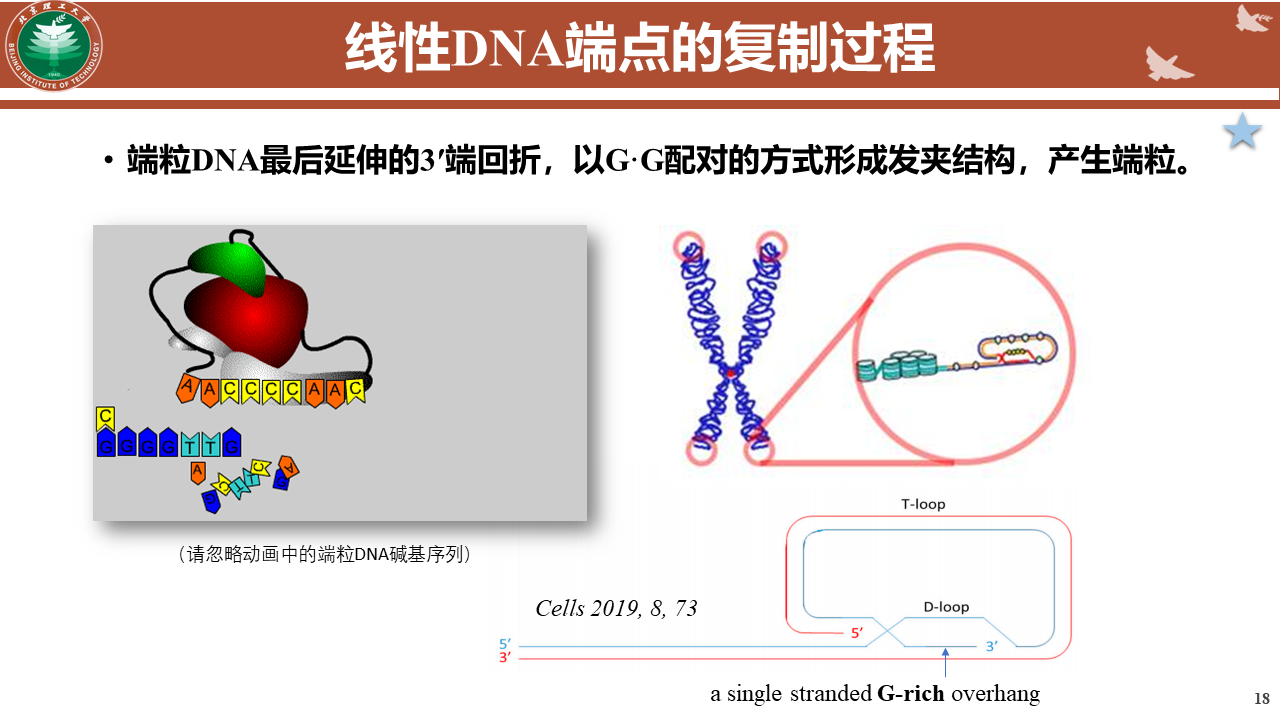 北京理工大学
BEIJING INSTITUTE OF TECHNOLOGY
1940
线性DNA端点的复制过程
• 端粒DNA最后延伸的3′端回折，以G·G配对的方式形成发夹结构，产生端粒。
A A C C C C A A C
C
G G G G T T G
A
G C T T C G A
（请忽略动画中的端粒DNA碱基序列）
T-loop
D-loop
Cells 2019, 8, 73
5′
5′
3′
3′
a single stranded G-rich overhang
18